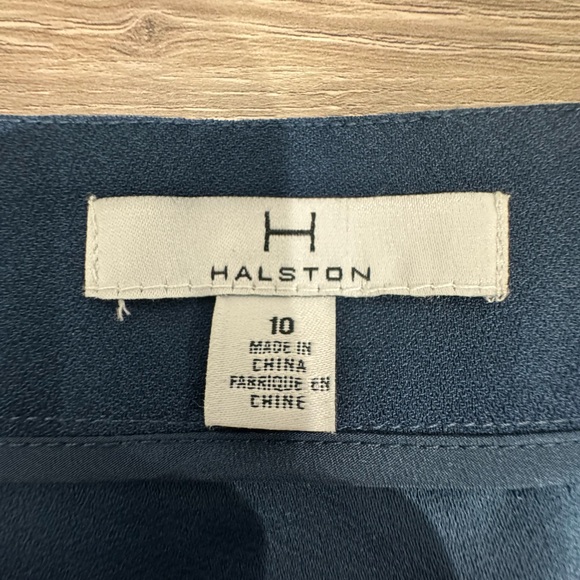 H
HALSTON
10
MADE IN
CHINA
FABRIQUE EN
CHINE